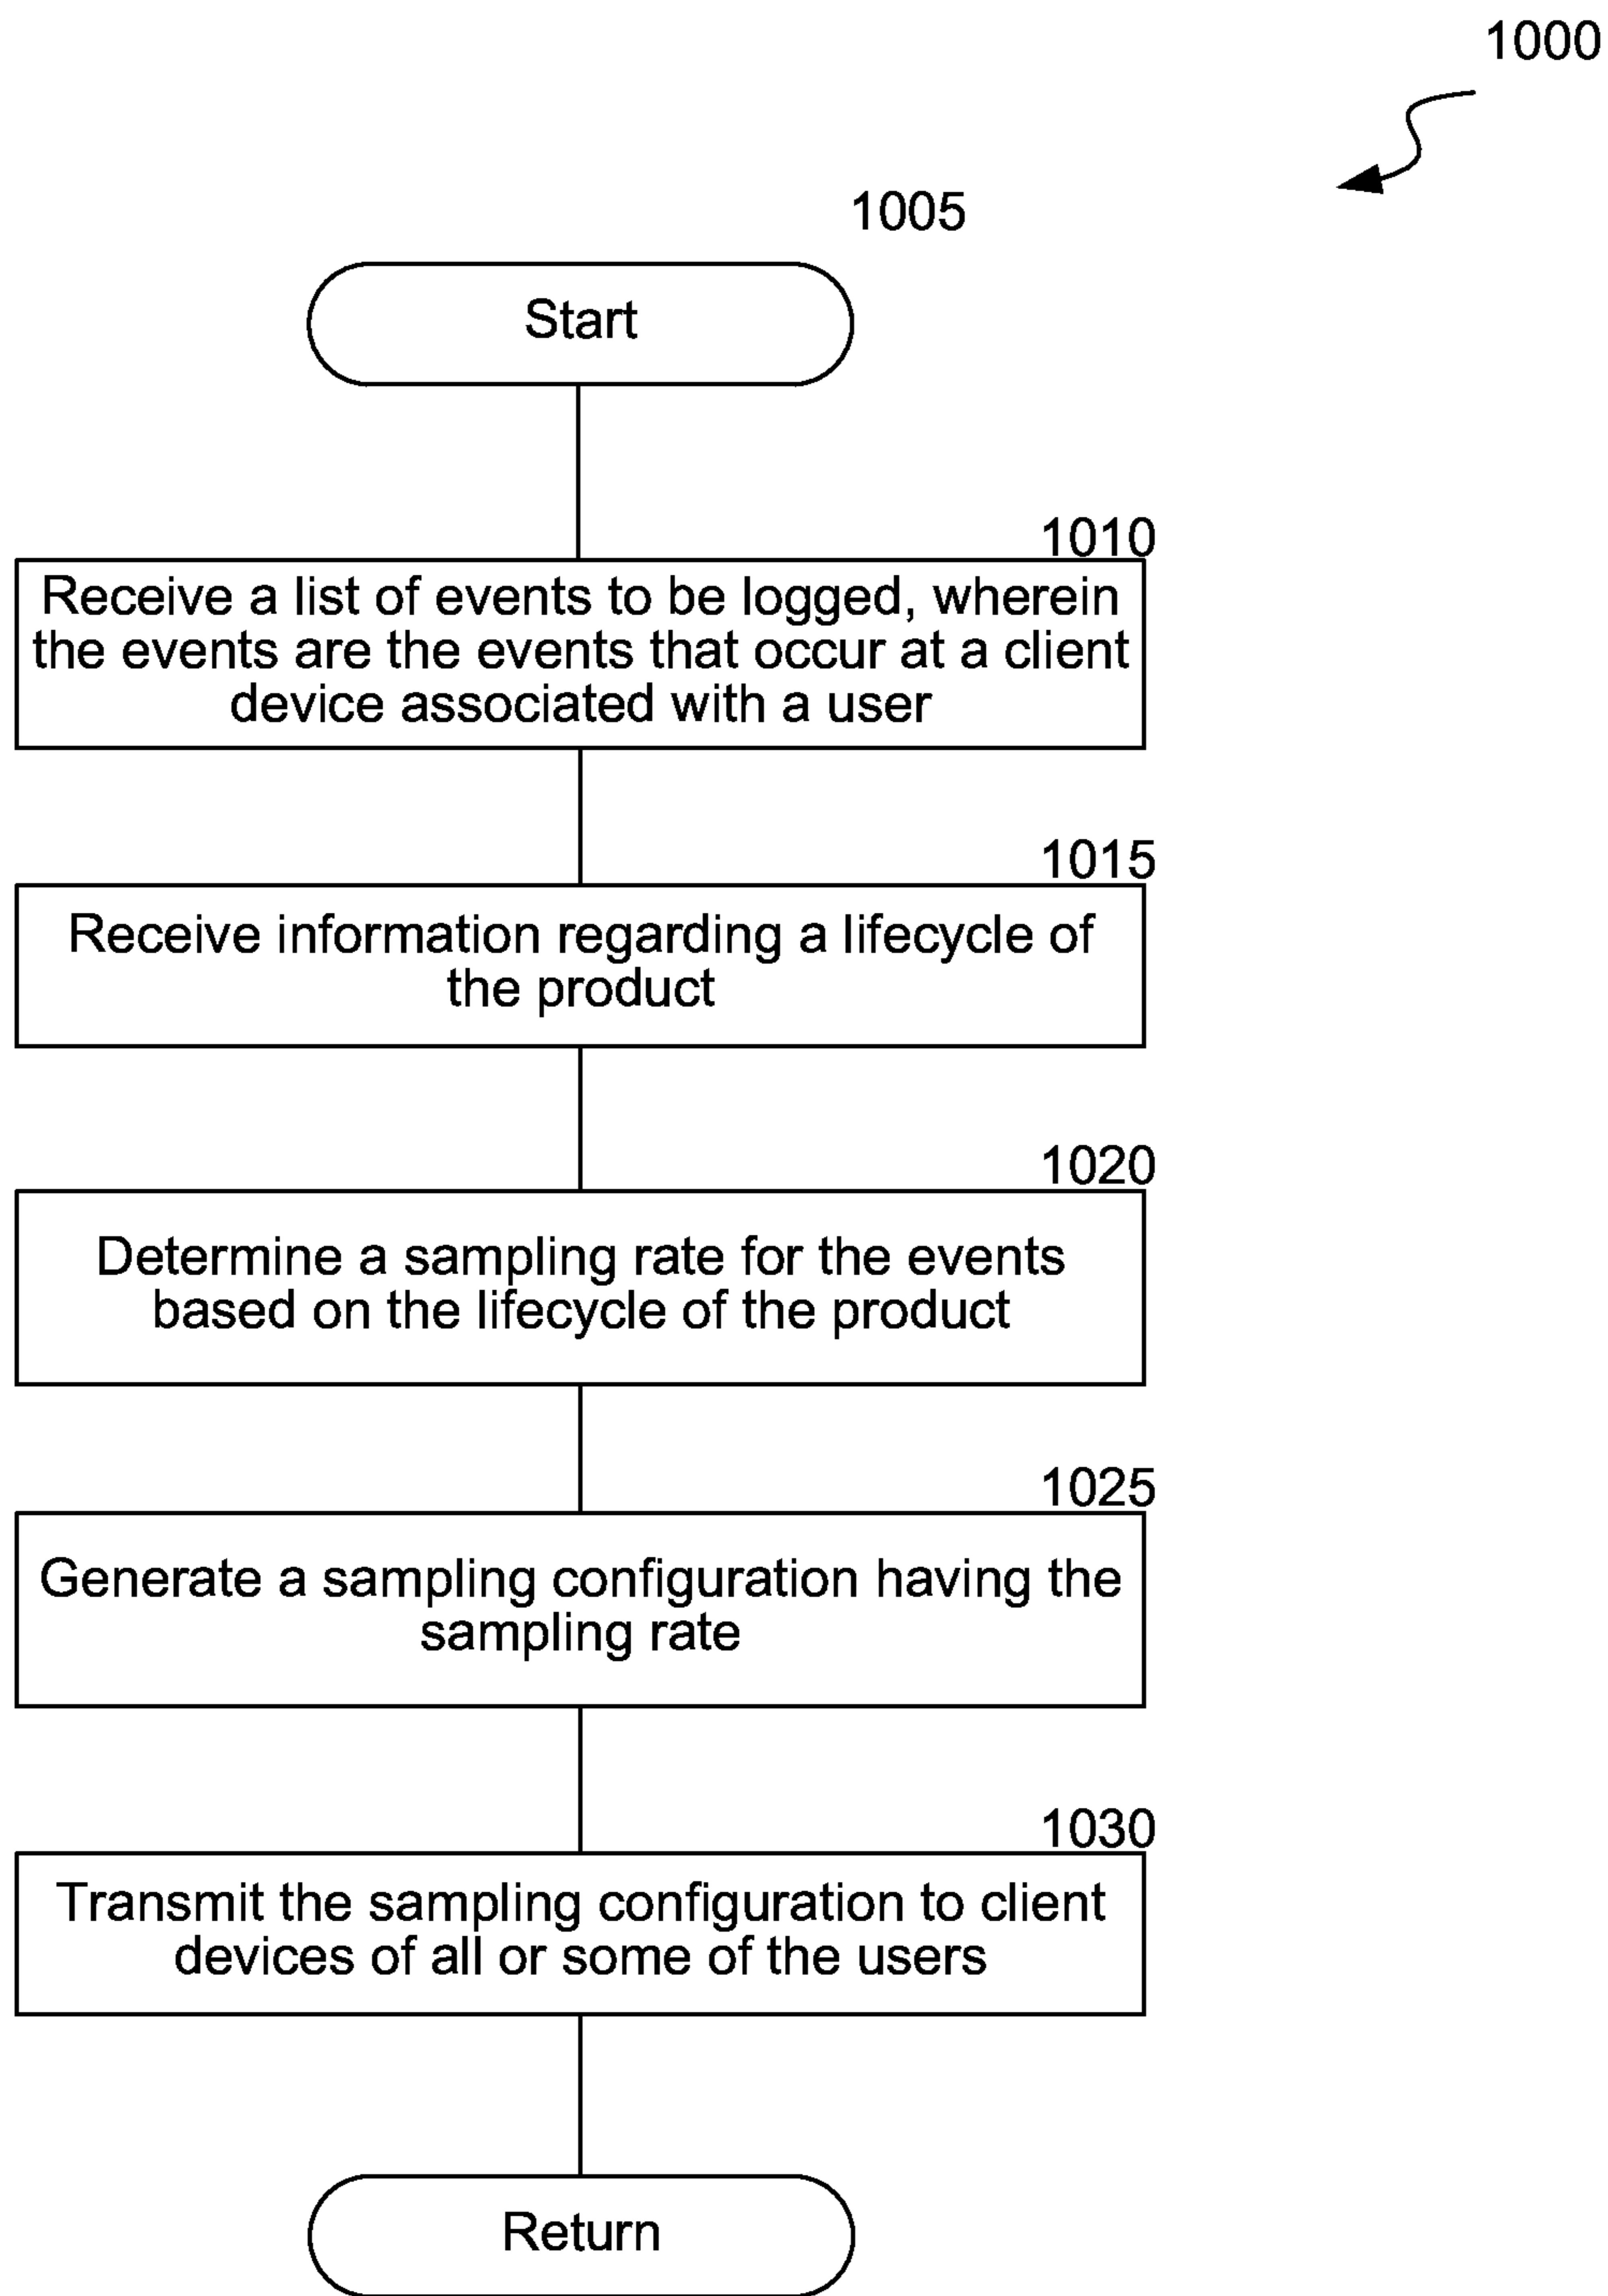 1000
1005
Start
1010
Receive a list of events to be logged, wherein
the events are the events that occur at a client
device associated with a user
1015
Receive information regarding a lifecycle of
the product
1020
Determine a sampling rate for the events
based on the lifecycle of the product
1025
Generate a sampling configuration having the
sampling rate
1030
Transmit the sampling configuration to client
devices of all or some of the users
Return